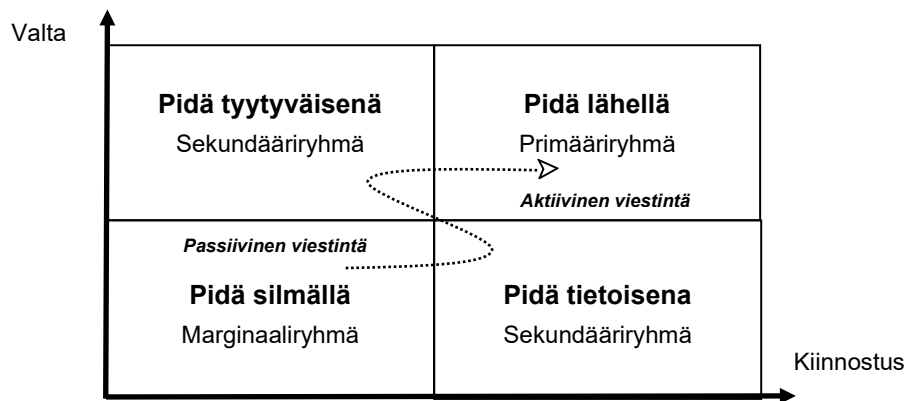 Valta
Pidä tyytyväisenä
Sekundääriryhmä
Pidä lähellä
Primääriryhmä
Aktiivinen viestintä
Passiivinen viestintä
Pidä silmällä
Marginaaliryhmä
Pidä tietoisena
Sekundääriryhmä
Kiinnostus